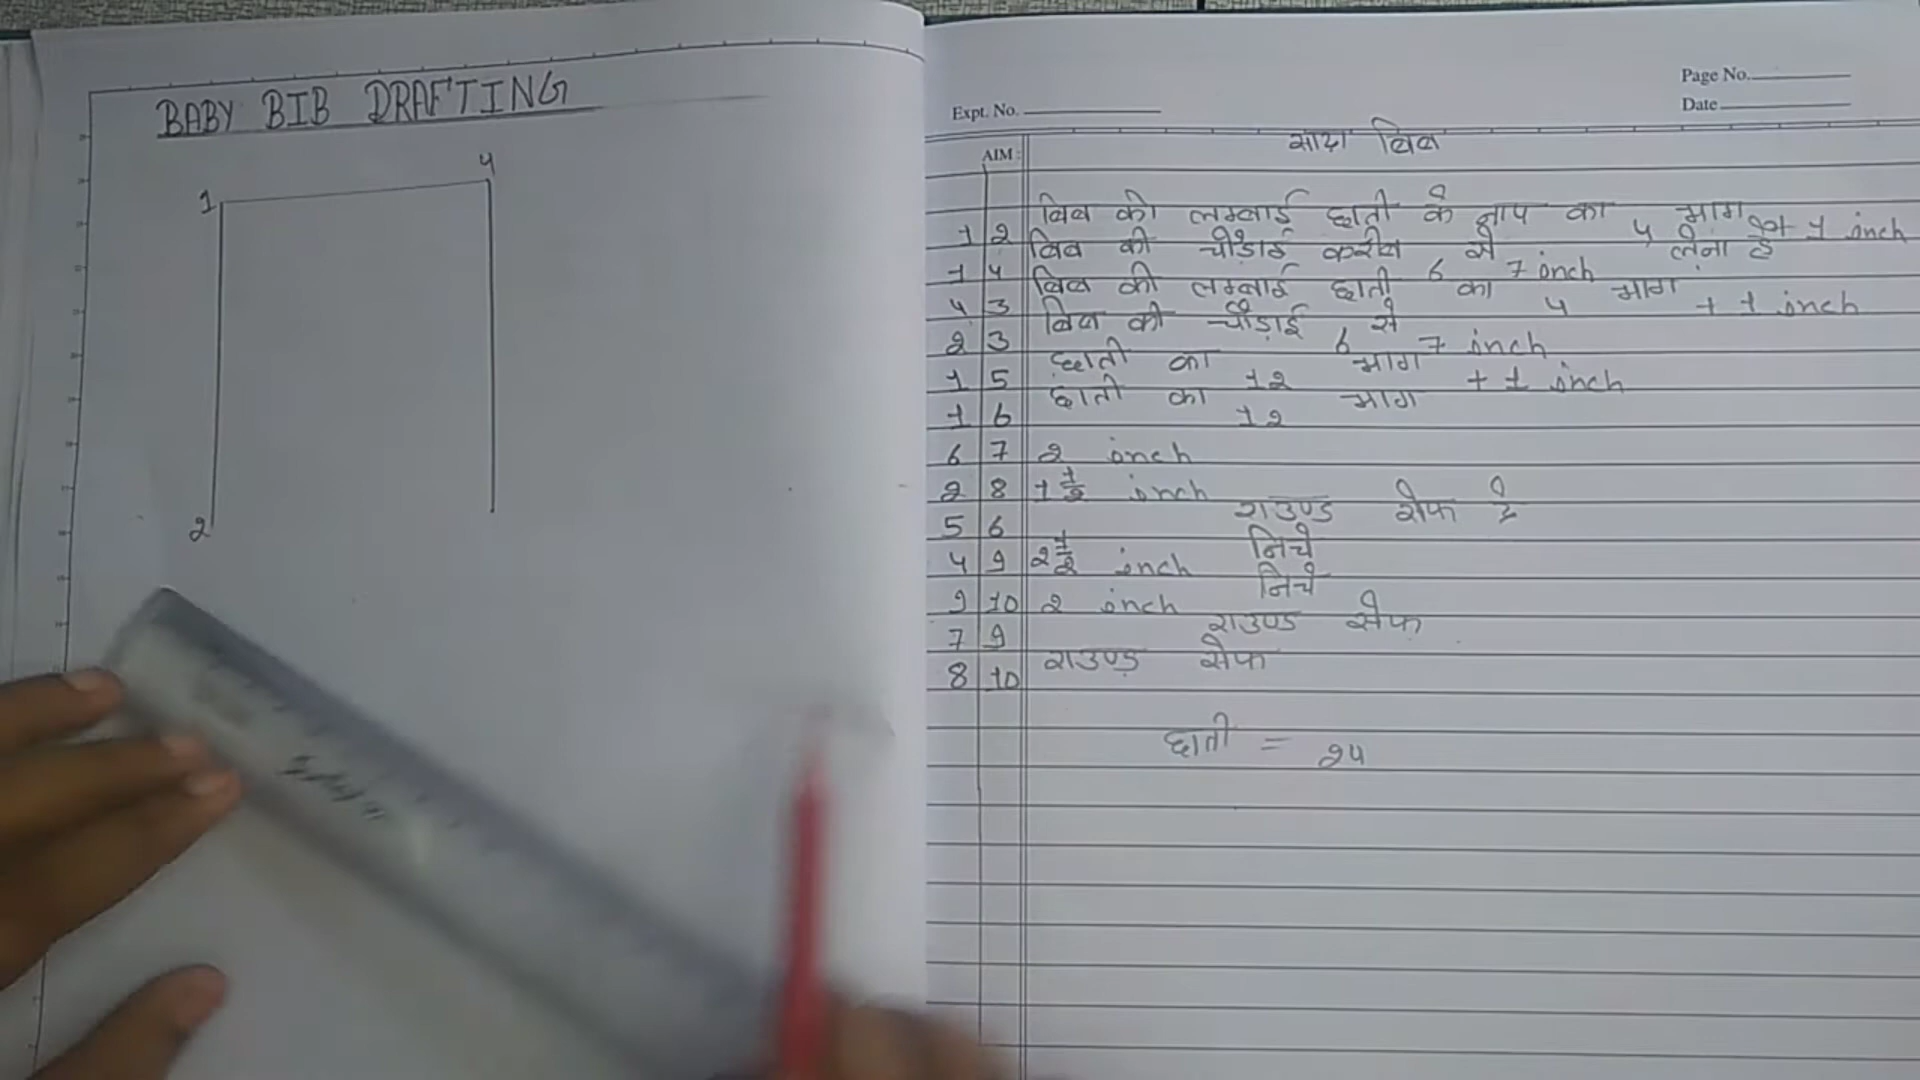 BABY BIB DRAFTING
1 4
2
Page No.
Expt. No.
Date
AIM :
सादा बिब
1 2 बिब की लम्बाई छाती के नाप का 4 भाग + 1 inch
1 4 बिब की चौडाई करीब 6 से 7 inch लेना है
4 3 बिब की लम्बाई छाती का 4 भाग + 1 inch
2 3 बिब की चौड़ाई 6 से 7 inch
1 5 छाती का 12 भाग + 1 inch
1 6 छाती का 12 भाग
6 7 2 inch
2 8 1 1/2 inch
5 6 राउण्ड शेफ दे
4 9 2 1/2 inch निचे
9 10 2 inch निचे
7 9 राउण्ड सेफ
8 10 राउण्ड सेफ
छाती = 24